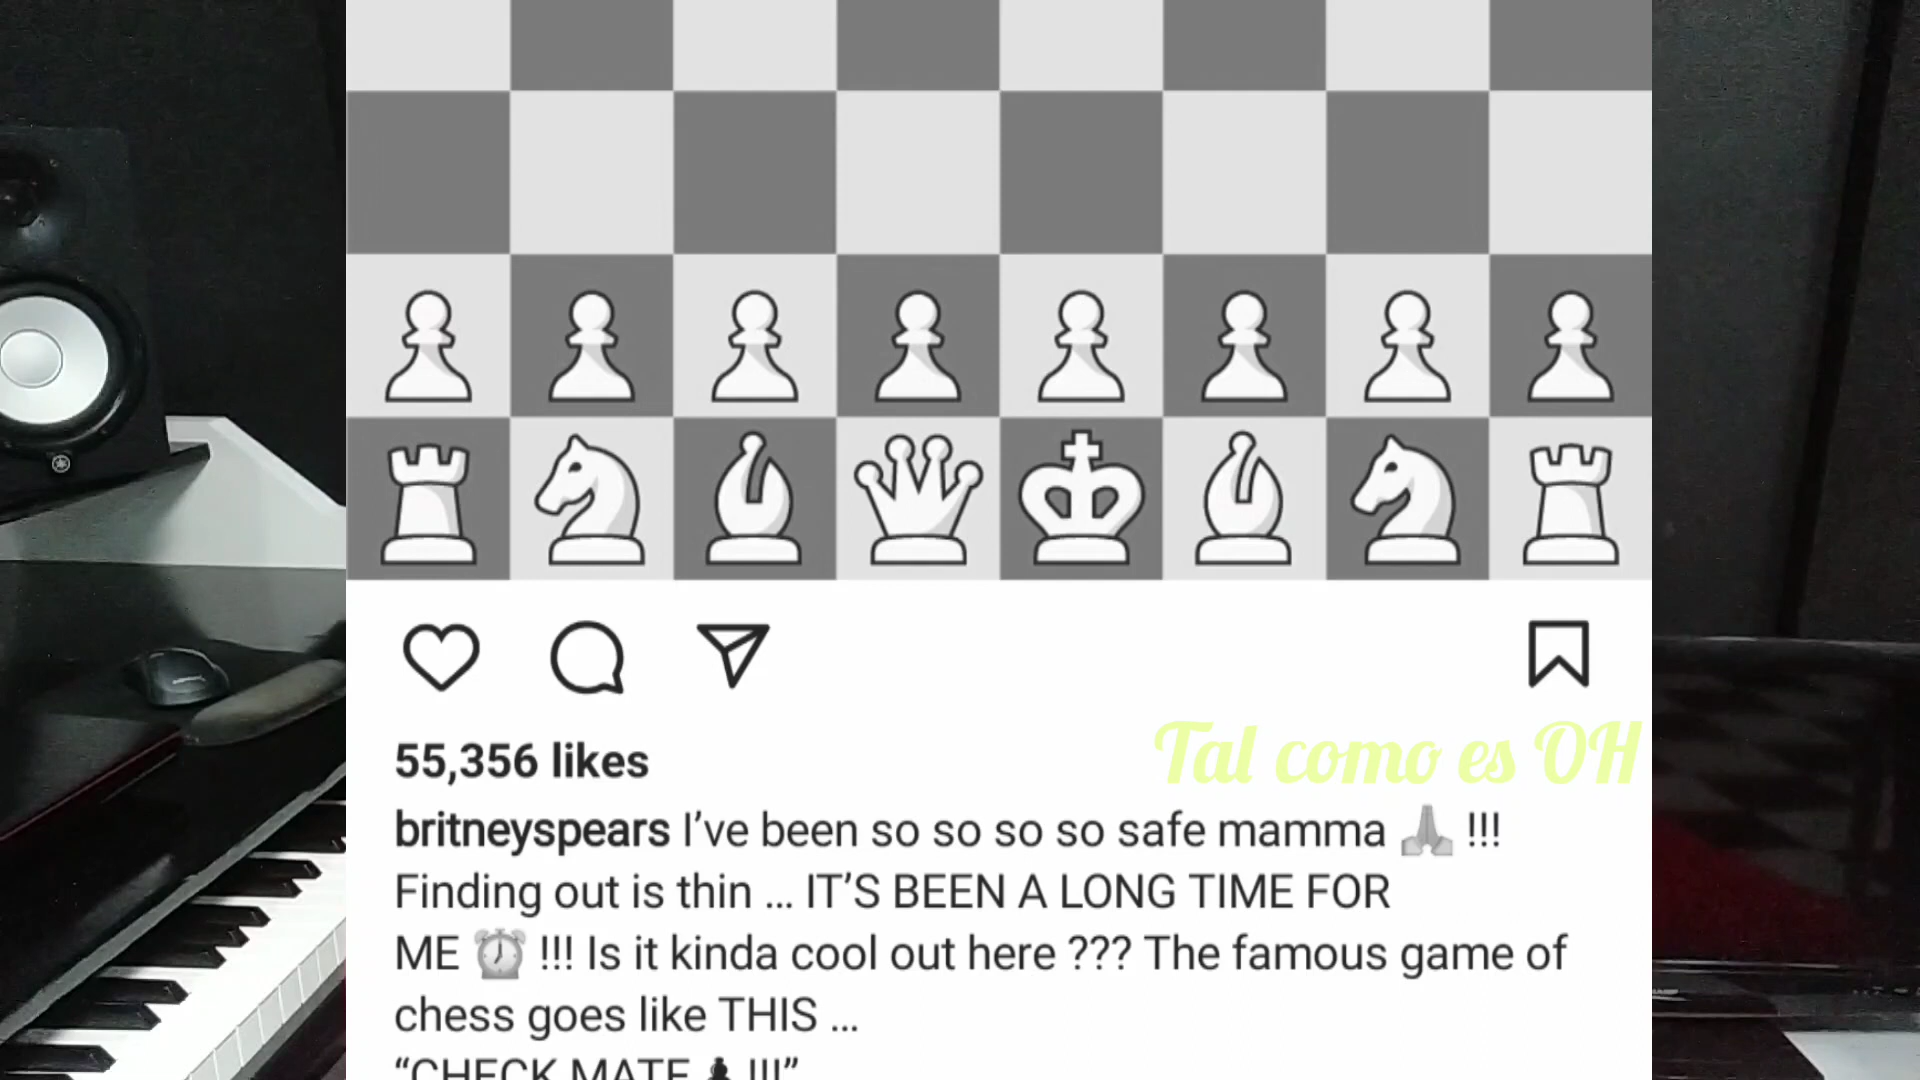 55,356 likes
Tal como es OH
britneyspears I’ve been so so so so safe mamma 🙏 !!!
Finding out is thin ... IT’S BEEN A LONG TIME FOR
ME ⏰ !!! Is it kinda cool out here ??? The famous game of
chess goes like THIS ...
“CHECK MATE ♟ !!!”